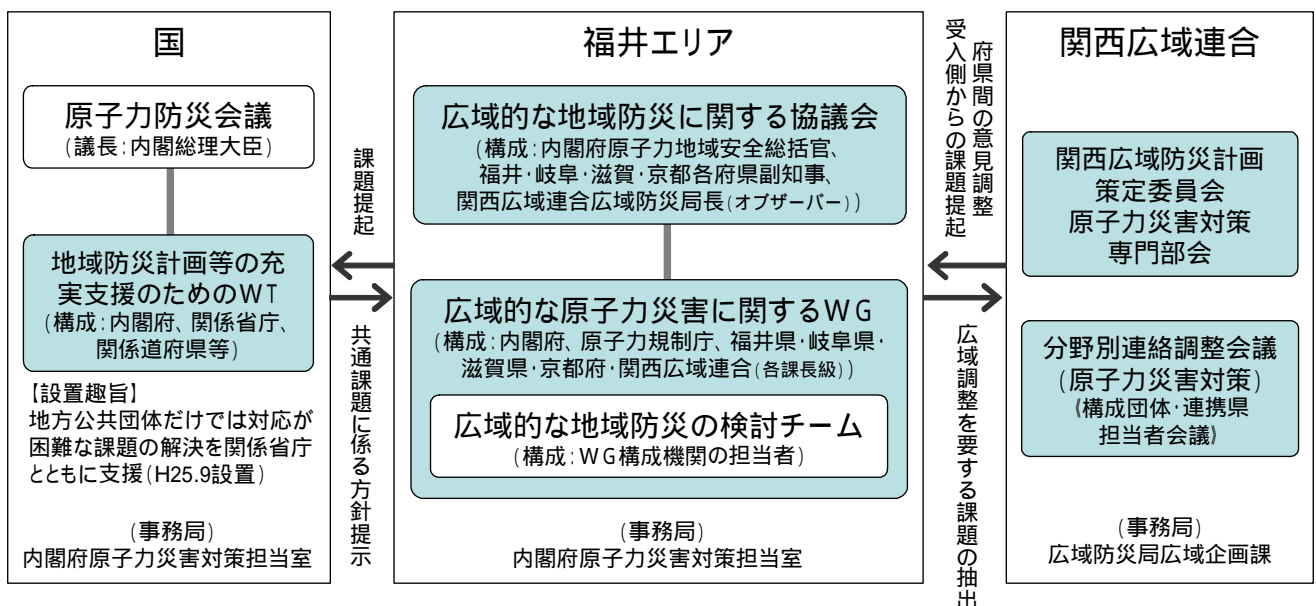 国
原子力防災会議
(議長:内閣総理大臣)
地域防災計画等の充
実支援のためのWT
(構成:内閣府、関係省庁、
関係道府県等)
【設置趣旨】
地方公共団体だけでは対応が
困難な課題の解決を関係省庁
とともに支援(H25.9設置)
(事務局)
内閣府原子力災害対策担当室
課題提起
共通課題に係る方針提示
福井エリア
広域的な地域防災に関する協議会
(構成:内閣府原子力地域安全総括官、
福井・岐阜・滋賀・京都各府県副知事、
関西広域連合広域防災局長(オブザーバー))
広域的な原子力災害に関するWG
(構成:内閣府、原子力規制庁、福井県・岐阜県・
滋賀県・京都府・関西広域連合(各課長級))
広域的な地域防災の検討チーム
(構成:WG構成機関の担当者)
(事務局)
内閣府原子力災害対策担当室
府県間の意見調整
受入側からの課題提起
広域調整を要する課題の抽出
関西広域連合
関西広域防災計画
策定委員会
原子力災害対策
専門部会
分野別連絡調整会議
(原子力災害対策)
《構成団体・連携県
担当者会議》
(事務局)
広域防災局広域企画課